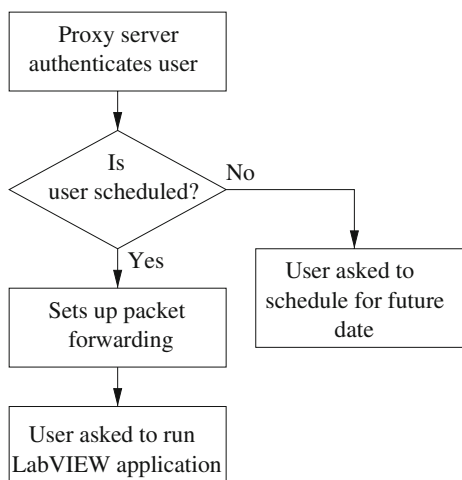 Proxy server
authenticates user
Is
user scheduled?
No
Yes
User asked to
schedule for future
date
Sets up packet
forwarding
User asked to run
LabVIEW application